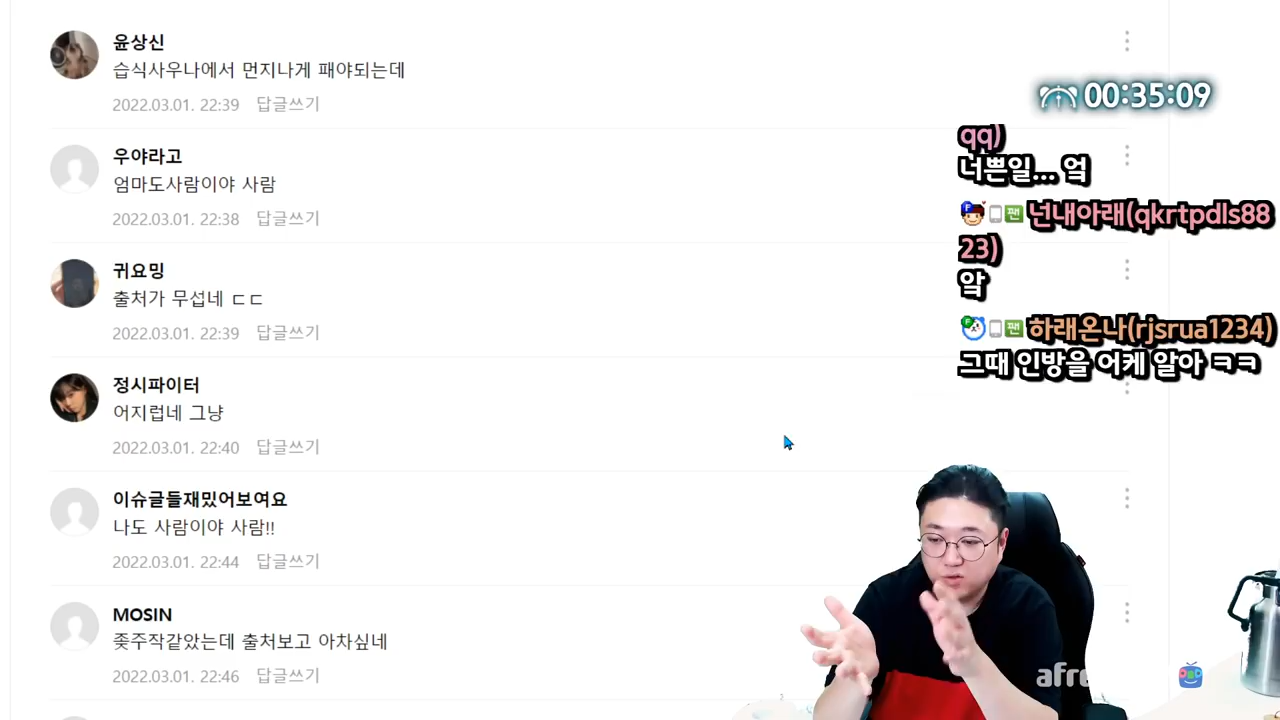 윤상신
습식사우나에서 먼지나게 패야되는데
2022.03.01. 22:39 답글쓰기
우야라고
엄마도사람이야 사람
2022.03.01. 22:38 답글쓰기
귀요밍
출처가 무섭네 ㄷㄷ
2022.03.01. 22:39 답글쓰기
정시파이터
어지럽네 그냥
2022.03.01. 22:40 답글쓰기
이슈글들재밌어보여요
나도 사람이야 사람!!
2022.03.01. 22:44 답글쓰기
MOSIN
좆주작같았는데 출처보고 아차싶네
2022.03.01. 22:46 답글쓰기
00:35:09
qq)
너쁜일... 엌
팬 넌내아래(qkrtpdls88
23)
앜
팬 하래온나(rjsrua1234)
그때 인방을 어케 알아 ㅋㅋ
afre